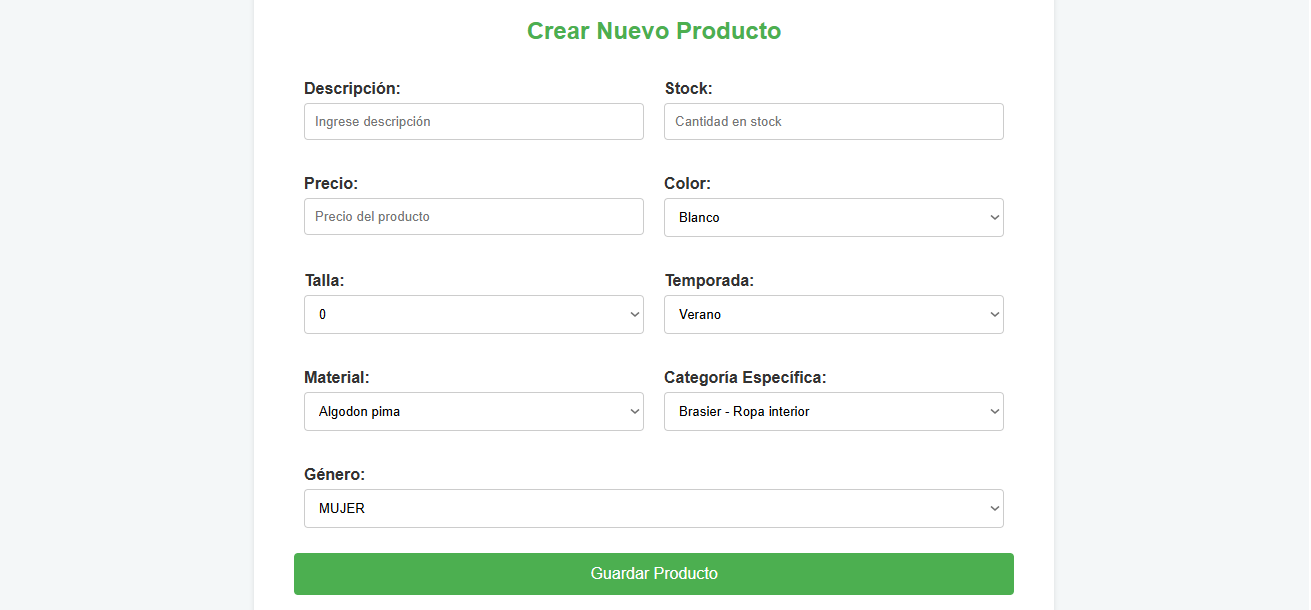 Crear Nuevo Producto
Descripción: Stock:
Ingrese descripción Cantidad en stock
Precio: Color:
Precio del producto Blanco
Talla: Temporada:
0 Verano
Material: Categoría Específica:
Algodon pima Brasier - Ropa interior
Género:
MUJER
Guardar Producto